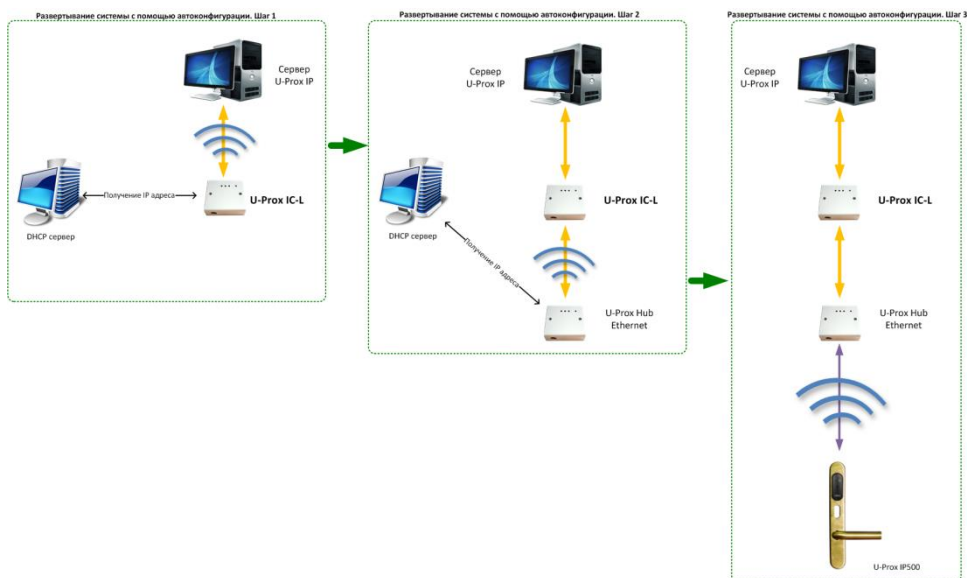 Развертывание системы с помощью автоконфигурации. Шаг 1
Сервер
U-Prox IP
Получение IP адреса
U-Prox IC-L
DHCP сервер
Развертывание системы с помощью автоконфигурации. Шаг 2
Сервер
U-Prox IP
U-Prox IC-L
DHCP сервер
Получение IP адреса
U-Prox Hub
Ethernet
Развертывание системы с помощью автоконфигурации. Шаг 3
Сервер
U-Prox IP
U-Prox IC-L
U-Prox Hub
Ethernet
U-Prox IP500